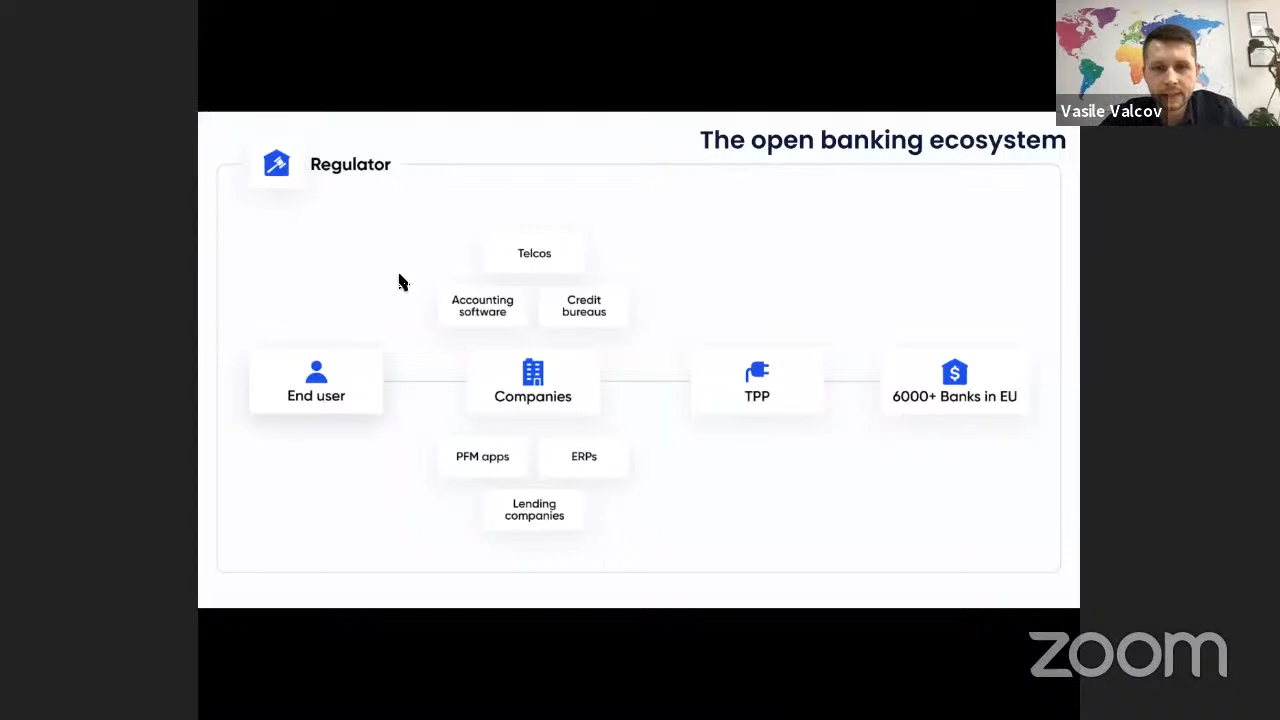 Vasile Valcov
The open banking ecosystem
Regulator
Telcos
Accounting
software
Credit
bureaus
End user
Companies
TPP
$
6000+ Banks in EU
PFM apps
ERPs
Lending
companies
zoom